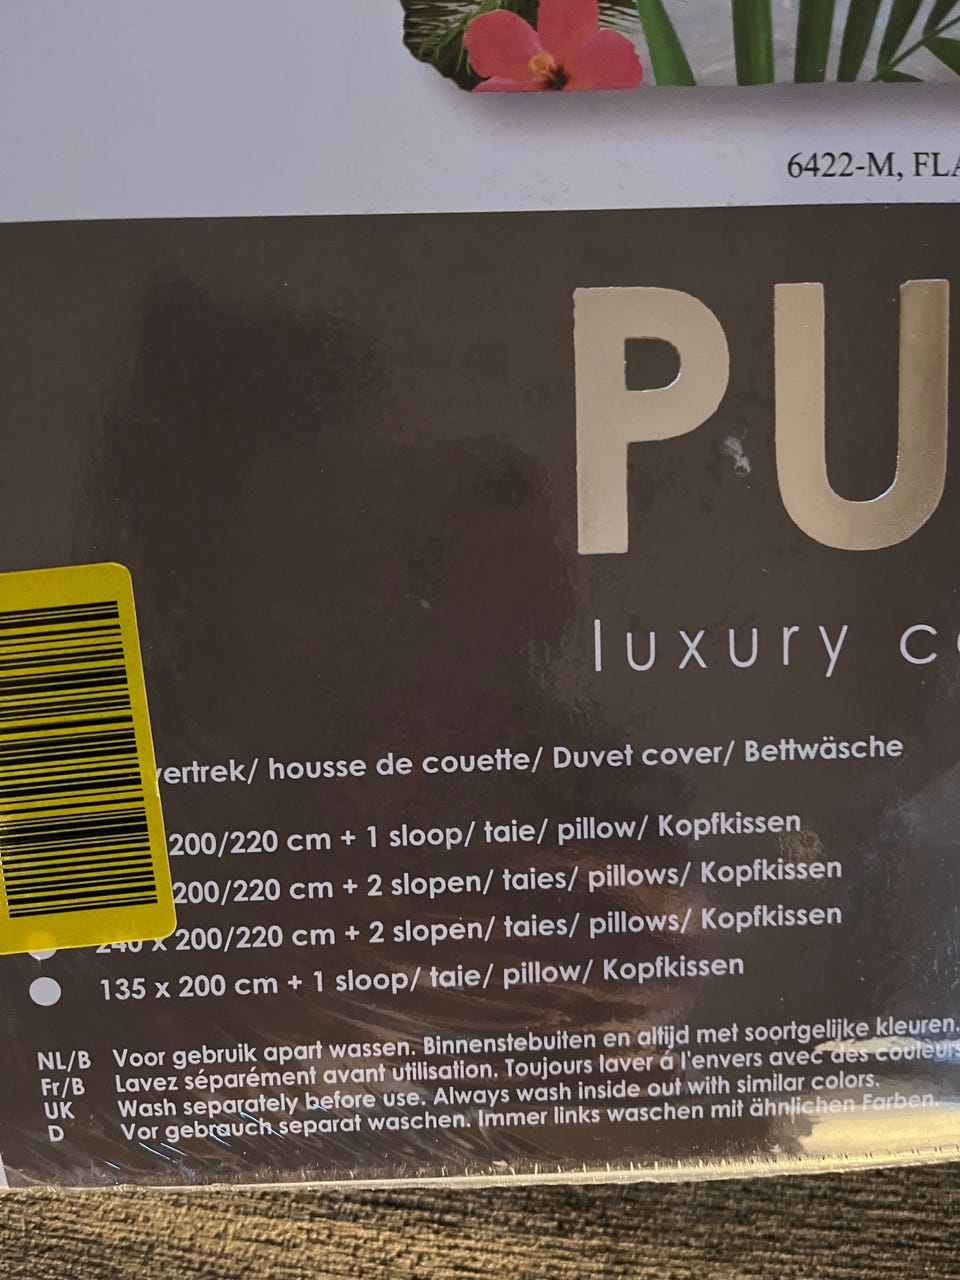 6422-M, FLA
PU
luxury c
vertrek/ housse de couette/ Duvet cover/ Bettwäsche
200/220 cm + 1 sloop/ taie/ pillow/ Kopfkissen
200/220 cm + 2 slopen/ taies/ pillows/ Kopfkissen
240 x 200/220 cm + 2 slopen/ taies/ pillows/ Kopfkissen
135 x 200 cm + 1 sloop/ taie/ pillow/ Kopfkissen
NL/B Voor gebruik apart wassen. Binnenstebuiten en altijd met soortgelijke kleuren.
Fr/B Lavez séparément avant utilisation. Toujours laver á l'envers avec des couleurs
UK Wash separately before use. Always wash inside out with similar colors.
D Vor gebrauch separat waschen. Immer links waschen mit ähnlichen Farben.